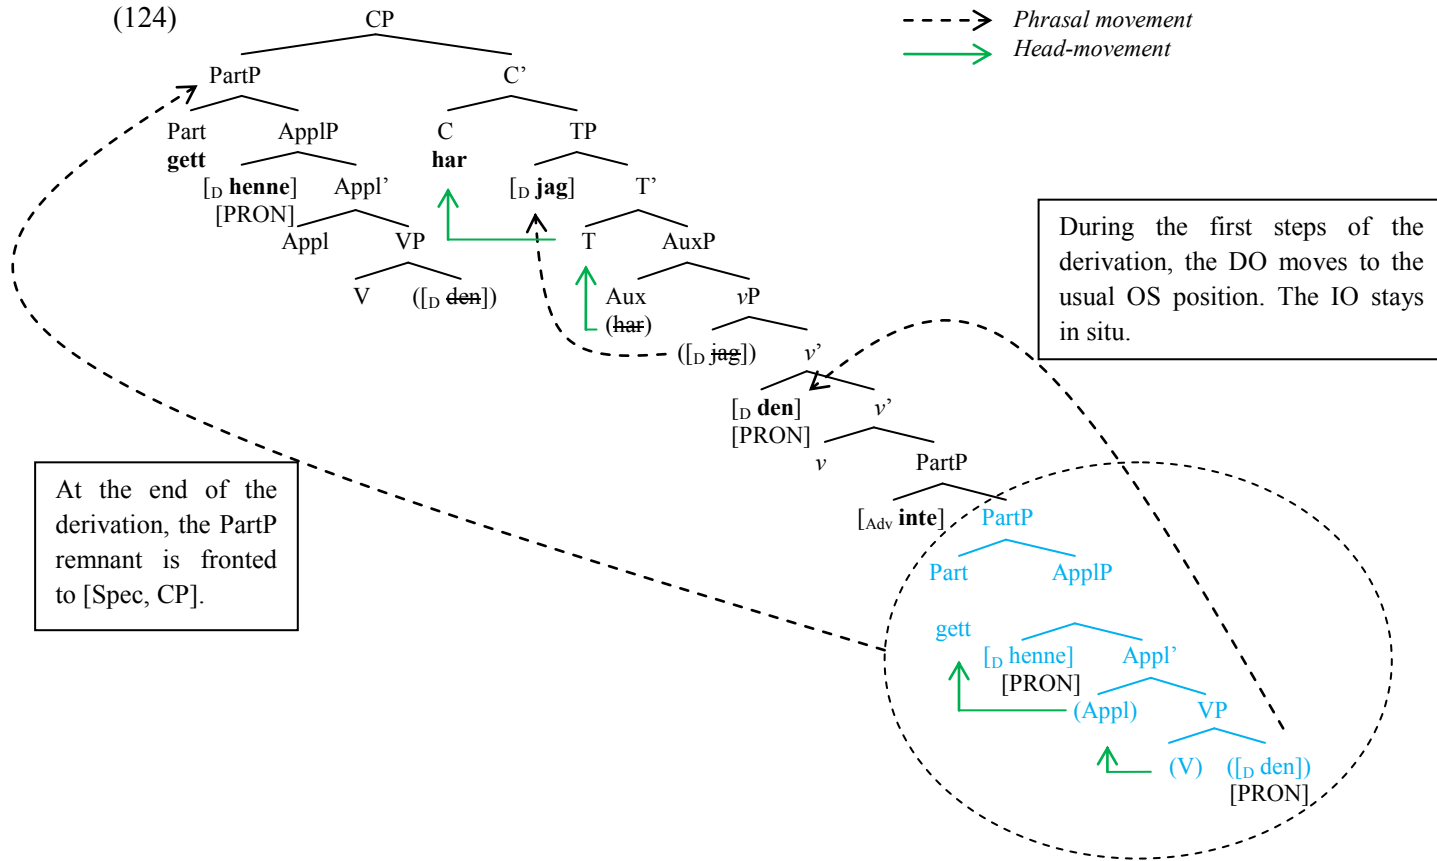 (124)
CP
Phrasal movement
Head-movement
PartP C’
Part ApplP C TP
gett har
[D henne] Appl’ [D jag] T’
[PRON]
Appl VP T AuxP
V ([D den]) Aux vP
(har)
([D jag]) v’
[D den] v’
[PRON]
v PartP
[Adv inte] PartP
Part ApplP
gett
[D henne] Appl’
[PRON]
(Appl) VP
(V) ([D den])
[PRON]
During the first steps of the
derivation, the DO moves to the
usual OS position. The IO stays
in situ.
At the end of the
derivation, the PartP
remnant is fronted
to [Spec, CP].